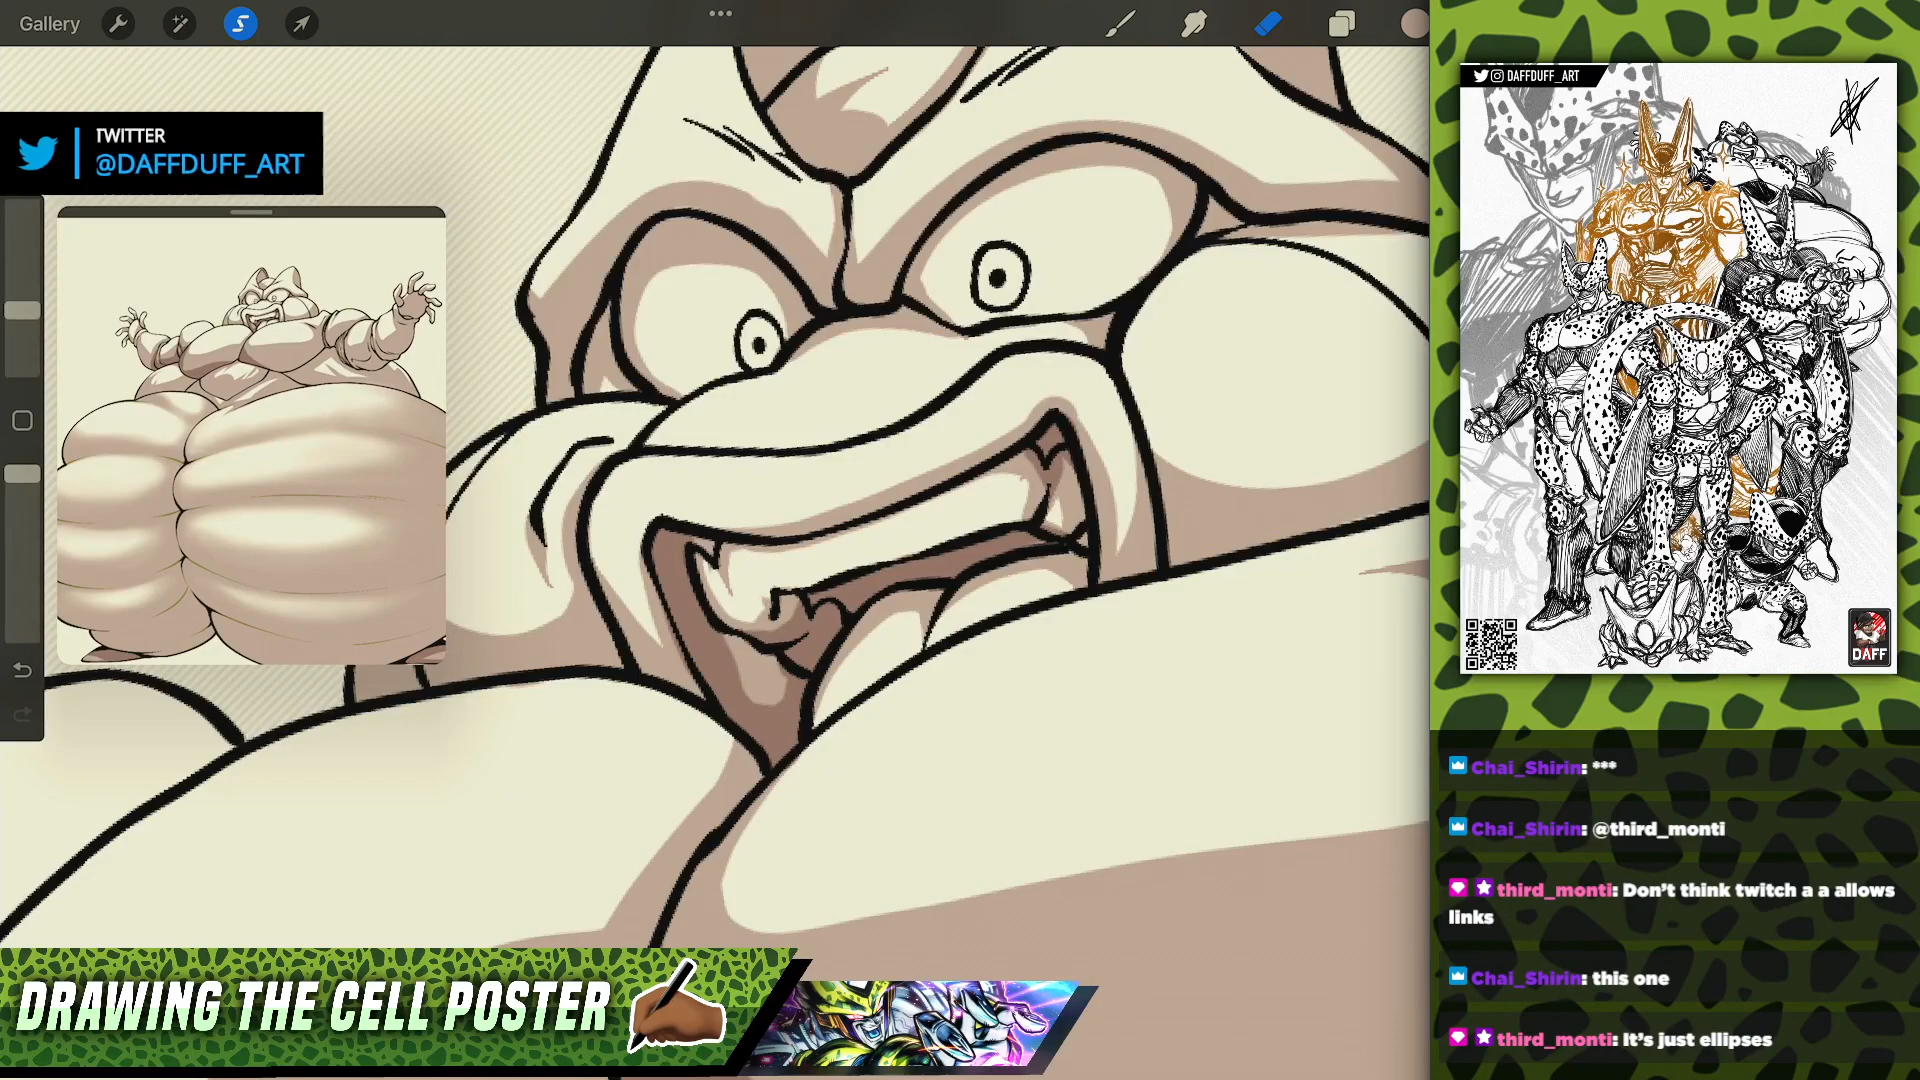 Gallery
TWITTER
@DAFFDUFF_ART
DAFFDUFF_ART
DAFF
Chai_Shirin: ***
Chai_Shirin: @third_monti
third_monti: Don't think twitch a a allows
links
Chai_Shirin: this one
third_monti: It's just ellipses
DRAWING THE CELL POSTER